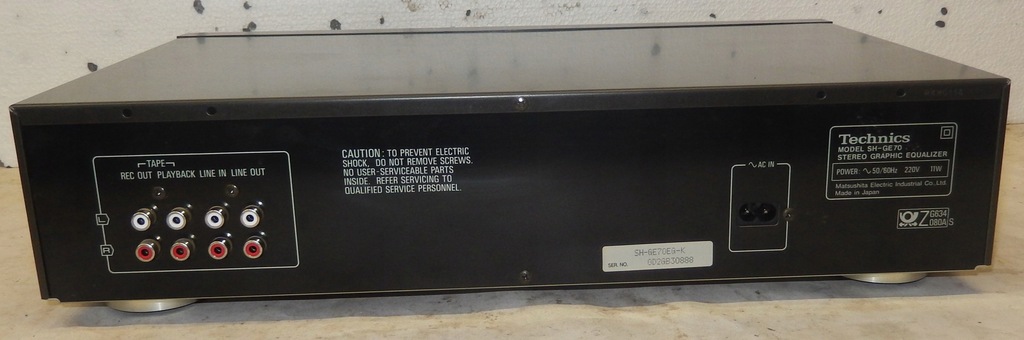 TAPE
REC OUT PLAYBACK LINE IN LINE OUT
L
R
CAUTION: TO PREVENT ELECTRIC
SHOCK, DO NOT REMOVE SCREWS.
NO USER-SERVICEABLE PARTS
INSIDE. REFER SERVICING TO
QUALIFIED SERVICE PERSONNEL.
SH-GE70EG-K
SER. NO. GD2GB30888
AC IN
Technics
MODEL SH-GE70
STEREO GRAPHIC EQUALIZER
POWER: ~ 50/60Hz 220V 11W
Matsushita Electric Industrial Co., Ltd.
Made in Japan
Z G634
080A/S